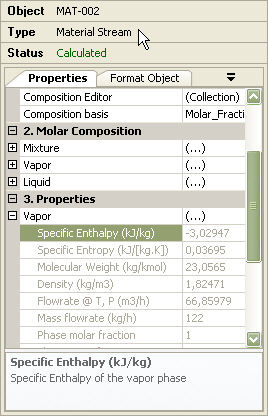 Object MAT-002
Type Material Stream
Status Calculated
Properties Format Object
Composition Editor (Collection)
Composition basis Molar_Fracti
2. Molar Composition
Mixture (...)
Vapor (...)
Liquid (...)
3. Properties
Vapor (...)
Specific Enthalpy (kJ/kg) -3,02947
Specific Entropy (kJ/[kg.K]) 0,03695
Molecular Weight (kg/kmol) 23,0565
Density (kg/m3) 1,82471
Flowrate @ T, P (m3/h) 66,85979
Mass flowrate (kg/h) 122
Phase molar fraction 1
Specific Enthalpy (kJ/kg)
Specific Enthalpy of the vapor phase